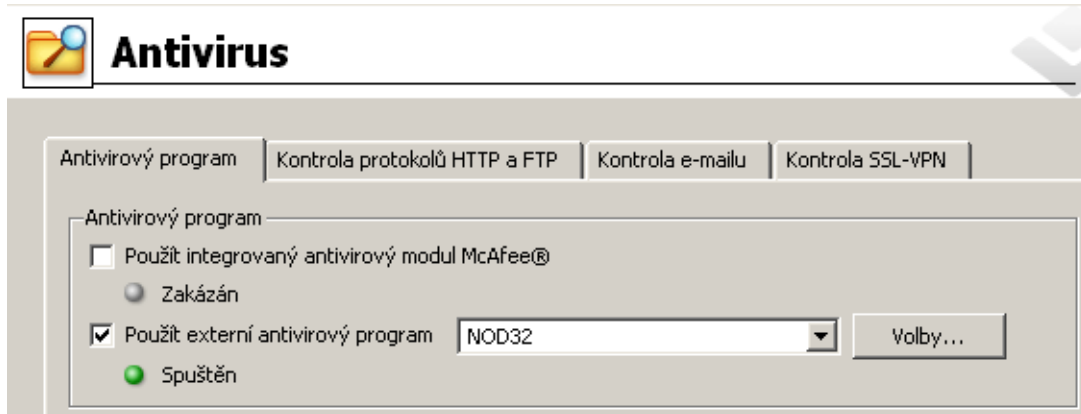 Antivirus
Antivirový program Kontrola protokolů HTTP a FTP Kontrola e-mailu Kontrola SSL-VPN
Antivirový program
Použít integrovaný antivirový modul McAfee®
Zakázán
Použít externí antivirový program NOD32 Volby...
Spuštěn